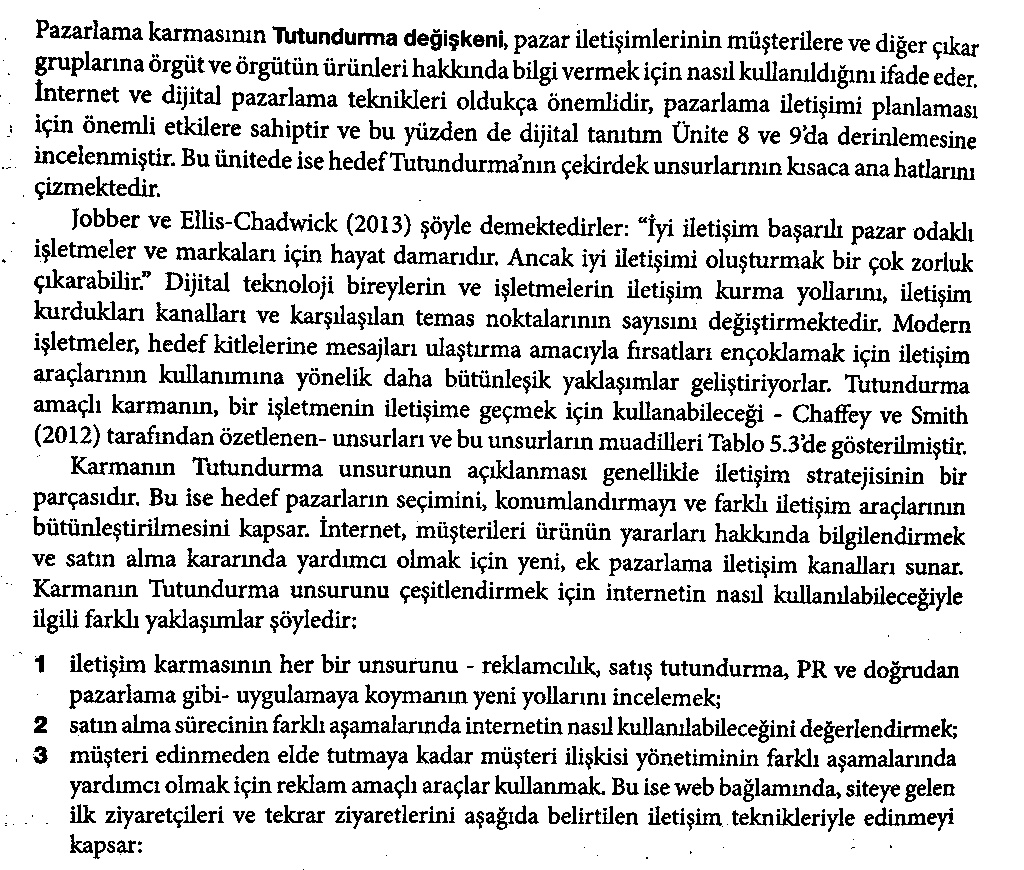 Pazarlama karmasının Tutundurma değişkeni, pazar iletişimlerinin müşterilere ve diğer çıkar
gruplarına örgüt ve örgütün ürünleri hakkında bilgi vermek için nasıl kullanıldığını ifade eder.
İnternet ve dijital pazarlama teknikleri oldukça önemlidir, pazarlama iletişimi planlaması
için önemli etkilere sahiptir ve bu yüzden de dijital tanıtım Ünite 8 ve 9'da derinlemesine
incelenmiştir. Bu ünitede ise hedef Tutundurma'nın çekirdek unsurlarının kısaca ana hatlarını
çizmektedir.
Jobber ve Ellis-Chadwick (2013) şöyle demektedirler: “İyi iletişim başarılı pazar odaklı
işletmeler ve markaları için hayat damarıdır. Ancak iyi iletişimi oluşturmak bir çok zorluk
çıkarabilir.” Dijital teknoloji bireylerin ve işletmelerin iletişim kurma yollarını, iletişim
kurdukları kanalları ve karşılaşılan temas noktalarının sayısını değiştirmektedir. Modern
işletmeler, hedef kitlelerine mesajları ulaştırma amacıyla fırsatları ençoklamak için iletişim
araçlarının kullanımına yönelik daha bütünleşik yaklaşımlar geliştiriyorlar. Tutundurma
amaçlı karmanın, bir işletmenin iletişime geçmek için kullanabileceği - Chaffey ve Smith
(2012) tarafından özetlenen- unsurları ve bu unsurların muadilleri Tablo 5.3'de gösterilmiştir.
Karmanın Tutundurma unsurunun açıklanması genellikle iletişim stratejisinin bir
parçasıdır. Bu ise hedef pazarların seçimini, konumlandırmayı ve farklı iletişim araçlarının
bütünleştirilmesini kapsar. İnternet, müşterileri ürünün yararları hakkında bilgilendirmek
ve satın alma kararında yardımcı olmak için yeni, ek pazarlama iletişim kanalları sunar.
Karmanın Tutundurma unsurunu çeşitlendirmek için internetin nasıl kullanılabileceğiyle
ilgili farklı yaklaşımlar şöyledir:
1 iletişim karmasının her bir unsurunu - reklamcılık, satış tutundurma, PR ve doğrudan
pazarlama gibi- uygulamaya koymanın yeni yollarını incelemek;
2 satın alma sürecinin farklı aşamalarında internetin nasıl kullanılabileceğini değerlendirmek;
3 müşteri edinmeden elde tutmaya kadar müşteri ilişkisi yönetiminin farklı aşamalarında
yardımcı olmak için reklam amaçlı araçlar kullanmak. Bu ise web bağlamında, siteye gelen
ilk ziyaretçileri ve tekrar ziyaretlerini aşağıda belirtilen iletişim teknikleriyle edinmeyi
kapsar: